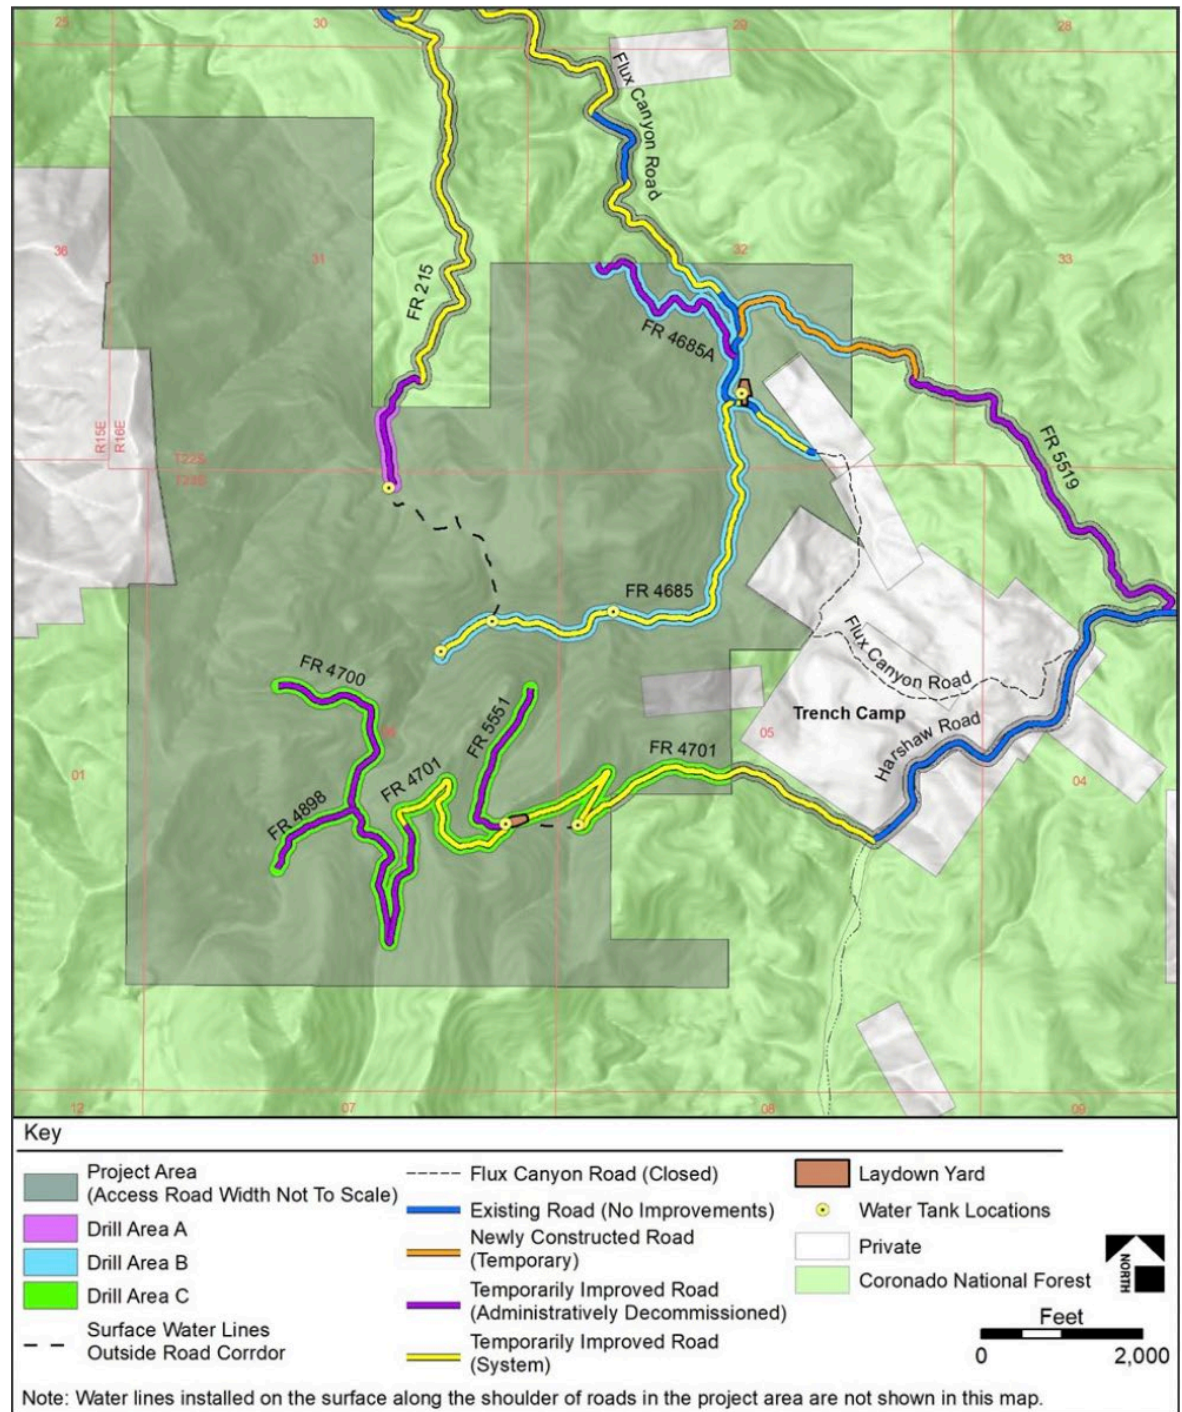 25
30
29
28
Flux Canyon Road
36
31
32
33
FR 215
FR 4685A
R15E
R16E
T22S
T23S
FR 5519
FR 4685
Flux Canyon Road
FR 4700
FR 5551
Trench Camp
05
Harshaw Road
FR 4701
01
FR 4701
04
FR 4898
12
07
08
09
Key
Project Area
(Access Road Width Not To Scale)
Drill Area A
Drill Area B
Drill Area C
Surface Water Lines
Outside Road Corrdor
Flux Canyon Road (Closed)
Existing Road (No Improvements)
Newly Constructed Road
(Temporary)
Temporarily Improved Road
(Administratively Decommissioned)
Temporarily Improved Road
(System)
Laydown Yard
Water Tank Locations
Private
Coronado National Forest
NORTH
Feet
0 2,000
Note: Water lines installed on the surface along the shoulder of roads in the project area are not shown in this map.